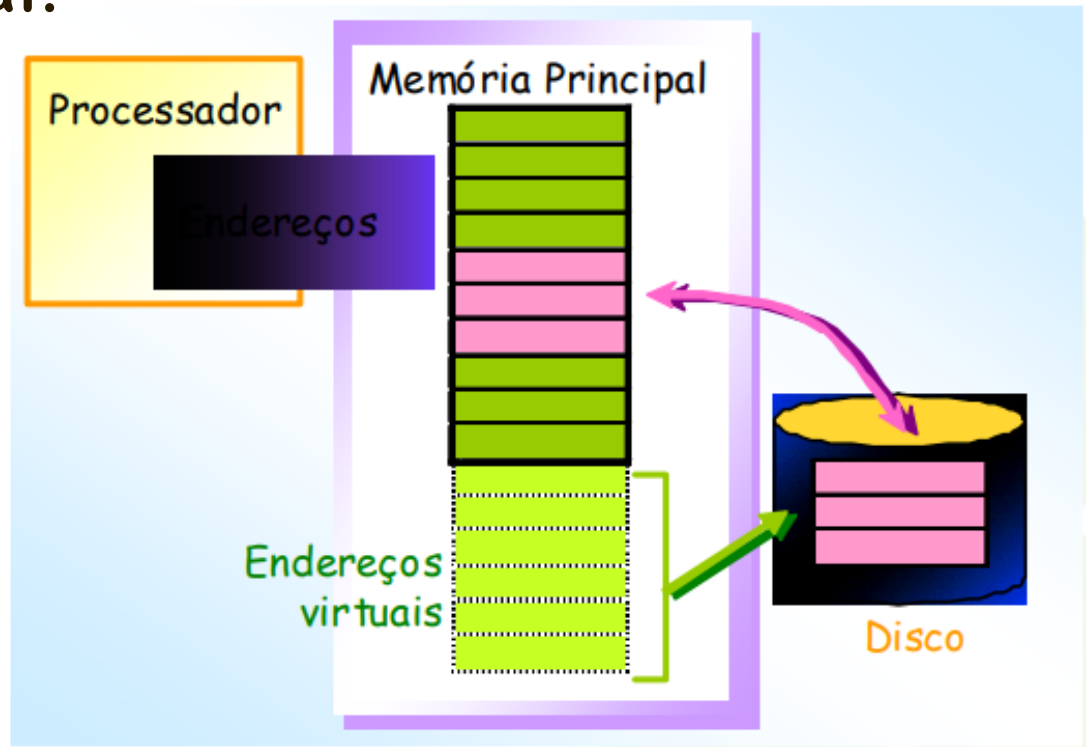 Processador
Memória Principal
Endereços
Endereços
virtuais
Disco